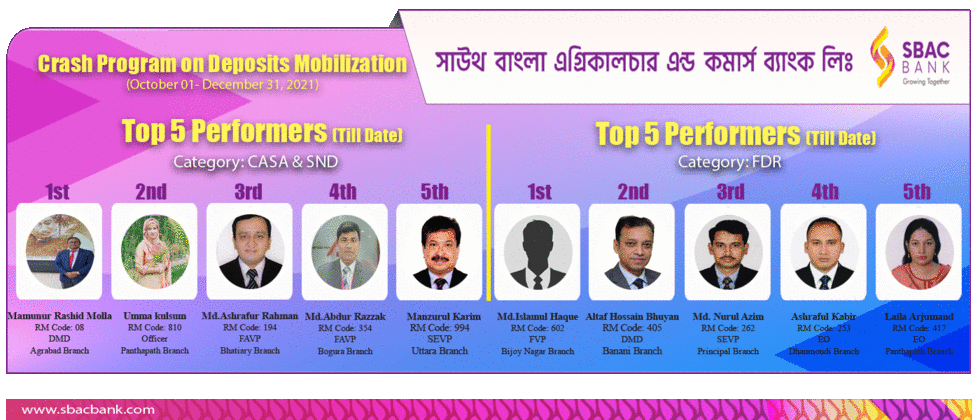 Crash Program on Deposits Mobilization
(October 01- December 31, 2021)
সাউথ বাংলা এগ্রিকালচার এন্ড কমার্স ব্যাংক লিঃ
SBAC
BANK
Growing Together
Top 5 Performers (Till Date)
Category: CASA & SND
1st 2nd 3rd 4th 5th
Mamunur Rashid Molla Umma kulsum Md.Ashrafur Rahman Md.Abdur Razzak Manzurul Karim
RM Code: 08 RM Code: 810 RM Code: 194 RM Code: 354 RM Code: 994
DMD Officer FAVP FAVP SEVP
Agrabad Branch Panthapath Branch Bhatiary Branch Bogura Branch Uttara Branch
Top 5 Performers (Till Date)
Category: FDR
1st 2nd 3rd 4th 5th
Md.Islamul Haque Altaf Hossain Bhuyan Md. Nurul Azim Ashraful Kabir Laila Arjumand
RM Code: 602 RM Code: 405 RM Code: 262 RM Code: 253 RM Code: 417
FVP DMD SEVP EO EO
Bijoy Nagar Branch Banani Branch Principal Branch Dhanmondi Branch Panthapath Branch
www.sbacbank.com